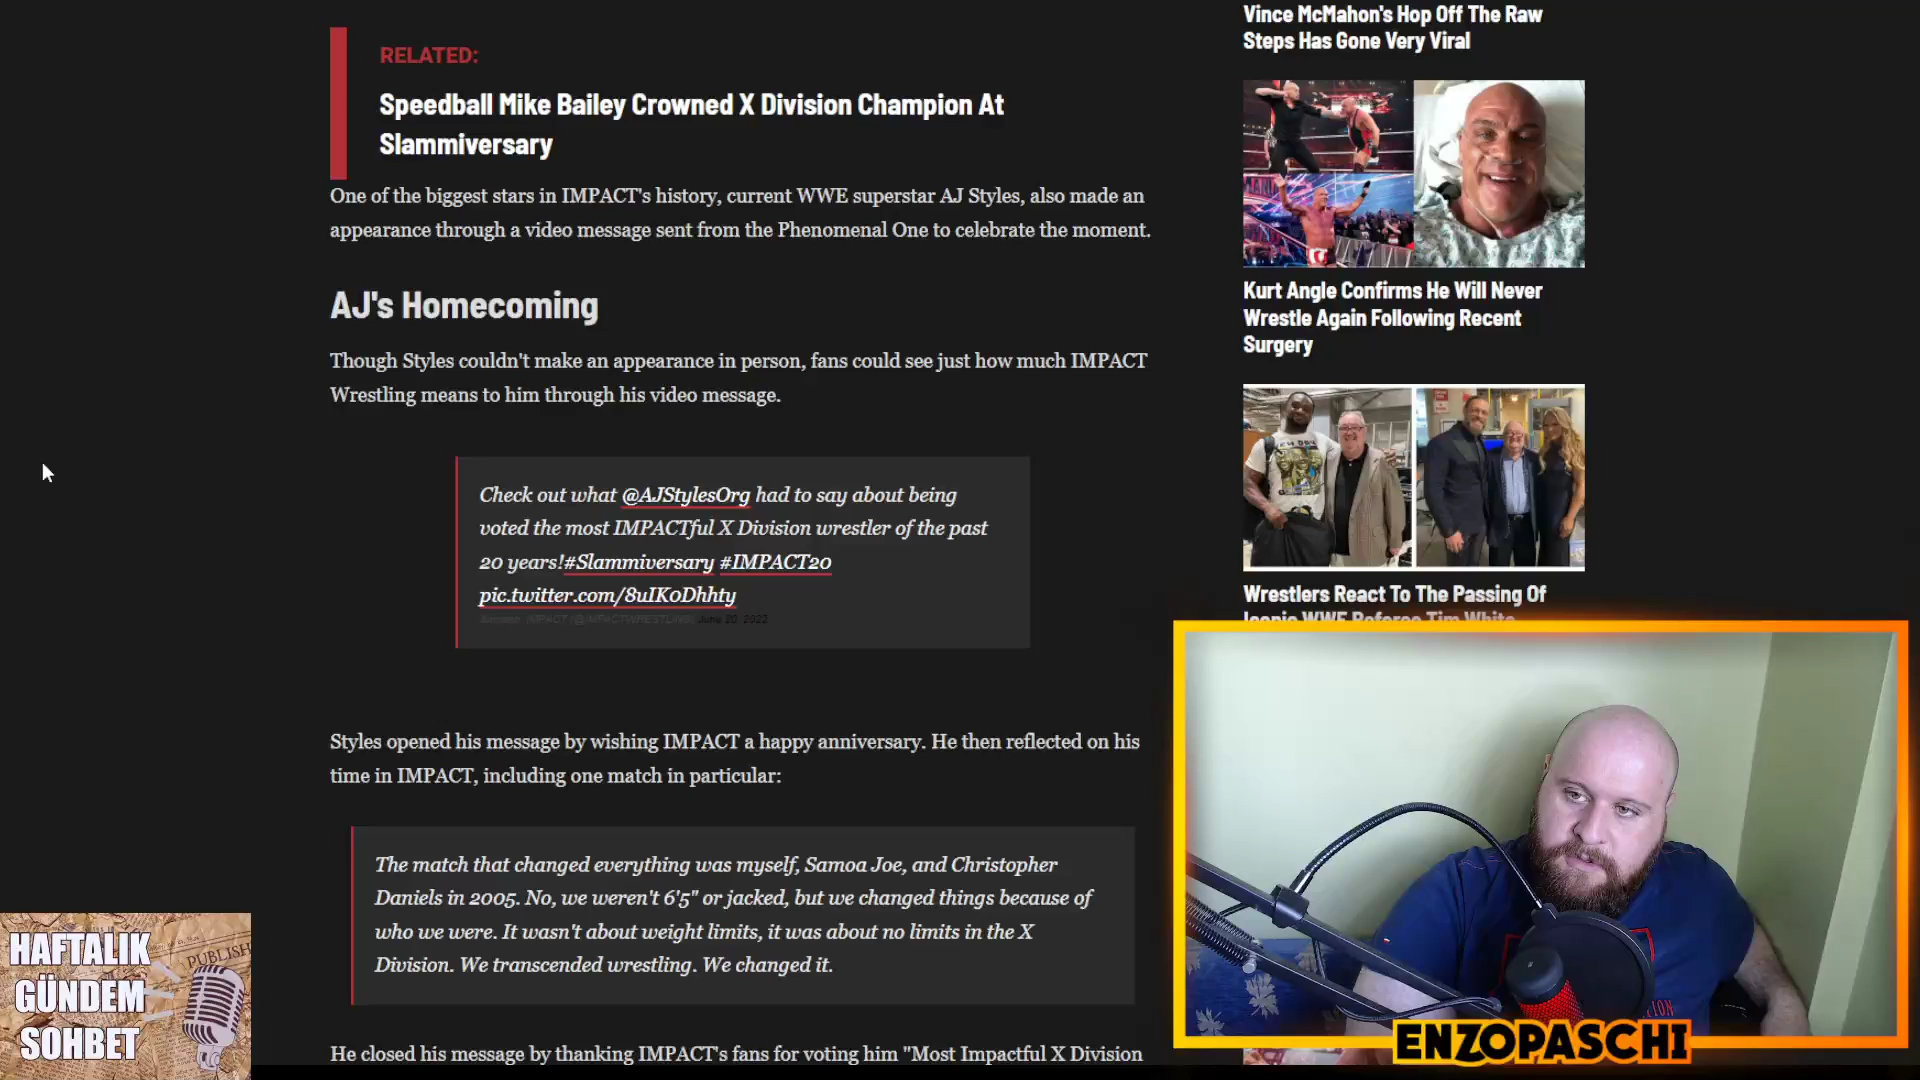 Vince McMahon's Hop Off The Raw
Steps Has Gone Very Viral
RELATED:
Speedball Mike Bailey Crowned X Division Champion At
Slammiversary
One of the biggest stars in IMPACT's history, current WWE superstar AJ Styles, also made an
appearance through a video message sent from the Phenomenal One to celebrate the moment.
AJ's Homecoming
Though Styles couldn't make an appearance in person, fans could see just how much IMPACT
Wrestling means to him through his video message.
Check out what @AJStylesOrg had to say about being
voted the most IMPACTful X Division wrestler of the past
20 years!#Slammiversary #IMPACT20
pic.twitter.com/8uIK0Dhhty
June 20, 2022
Styles opened his message by wishing IMPACT a happy anniversary. He then reflected on his
time in IMPACT, including one match in particular:
The match that changed everything was myself, Samoa Joe, and Christopher
Daniels in 2005. No, we weren't 6'5" or jacked, but we changed things because of
who we were. It wasn't about weight limits, it was about no limits in the X
Division. We transcended wrestling. We changed it.
He closed his message by thanking IMPACT's fans for voting him "Most Impactful X Division
Kurt Angle Confirms He Will Never
Wrestle Again Following Recent
Surgery
Wrestlers React To The Passing Of
Iconic WWE Referee Tim White
PUBLISH
HAFTALIK
GÜNDEM
SOHBET
ENZOPASCHI